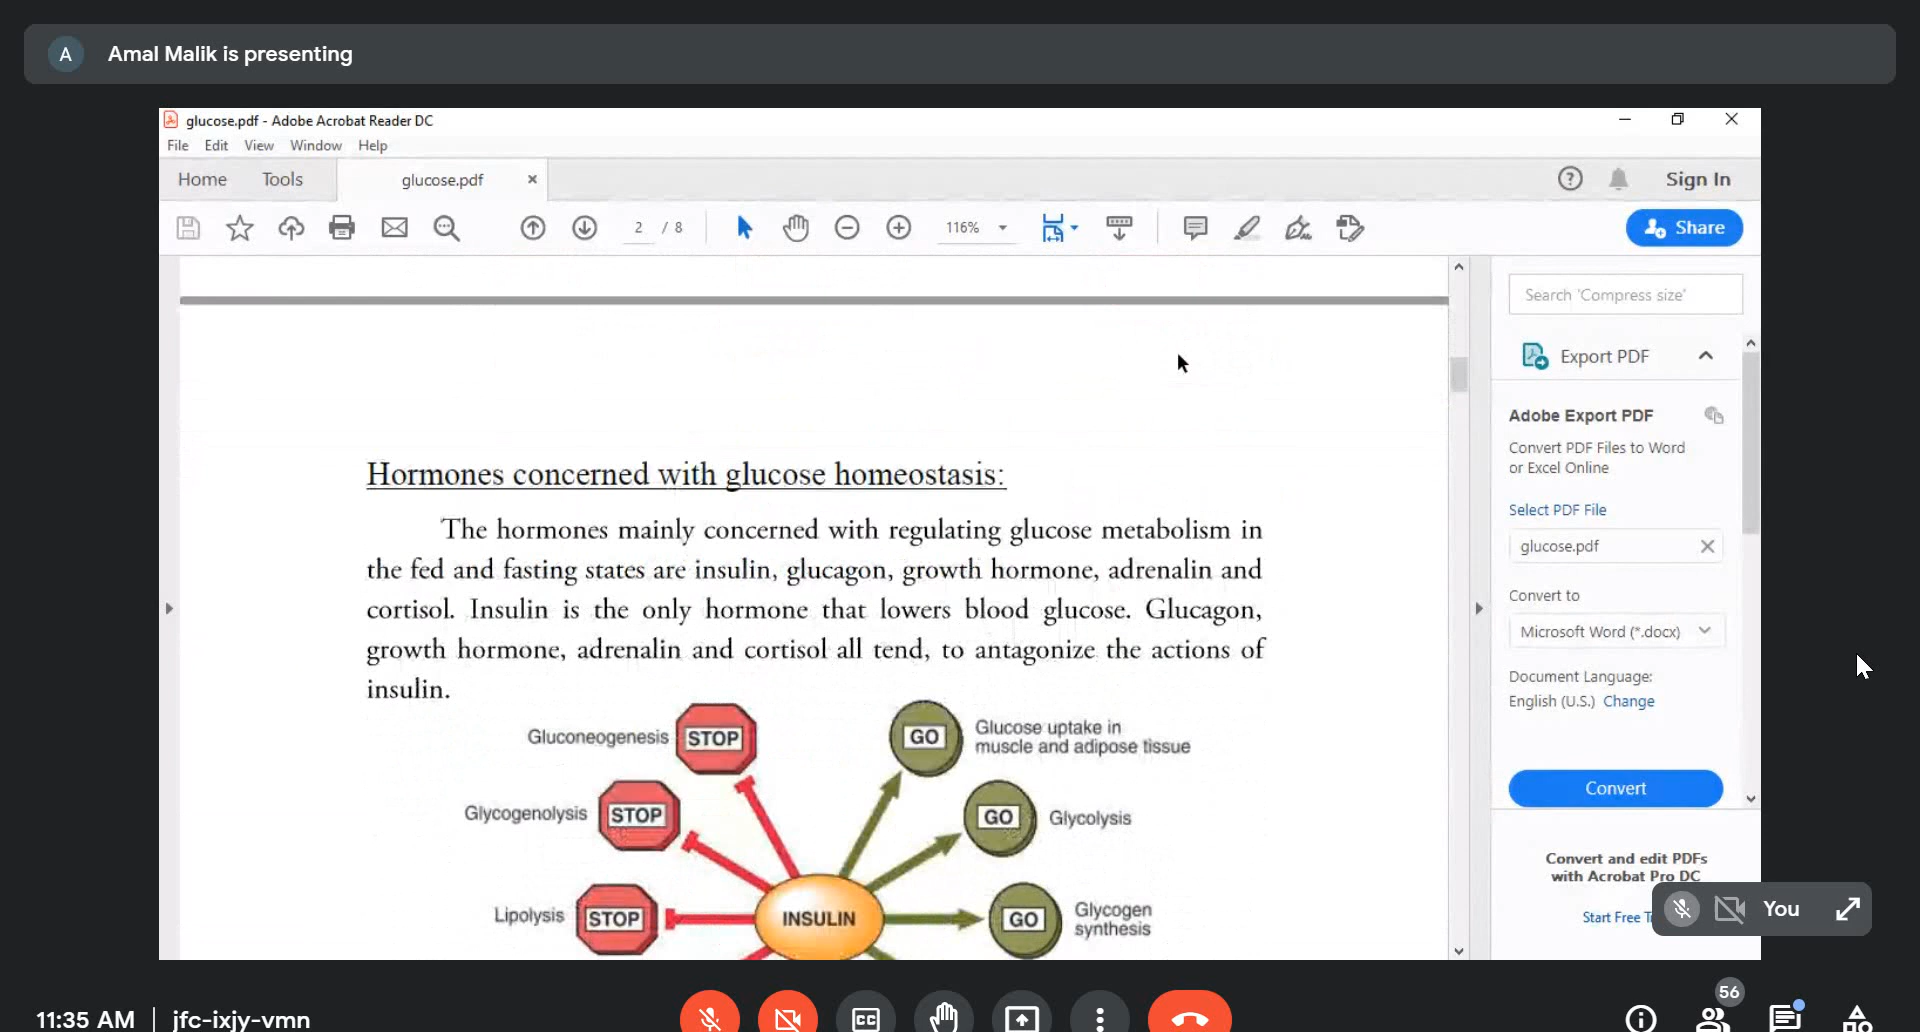 A Amal Malik is presenting
glucose.pdf - Adobe Acrobat Reader DC
File Edit View Window Help
Home Tools glucose.pdf × Sign In
2 / 8 116% Share
Search 'Compress size'
Export PDF
Adobe Export PDF
Convert PDF Files to Word
or Excel Online
Select PDF File
glucose.pdf
Convert to
Microsoft Word (*.docx)
Document Language:
English (U.S.) Change
Convert
Convert and edit PDFs
with Acrobat Pro DC
Start Free
Hormones concerned with glucose homeostasis:
The hormones mainly concerned with regulating glucose metabolism in
the fed and fasting states are insulin, glucagon, growth hormone, adrenalin and
cortisol. Insulin is the only hormone that lowers blood glucose. Glucagon,
growth hormone, adrenalin and cortisol all tend, to antagonize the actions of
insulin.
Gluconeogenesis STOP
GO Glucose uptake in
muscle and adipose tissue
Glycogenolysis STOP
GO Glycolysis
Lipolysis STOP
INSULIN
GO Glycogen
synthesis
You
56
11:35 AM | jfc-ixjy-vmn
CC